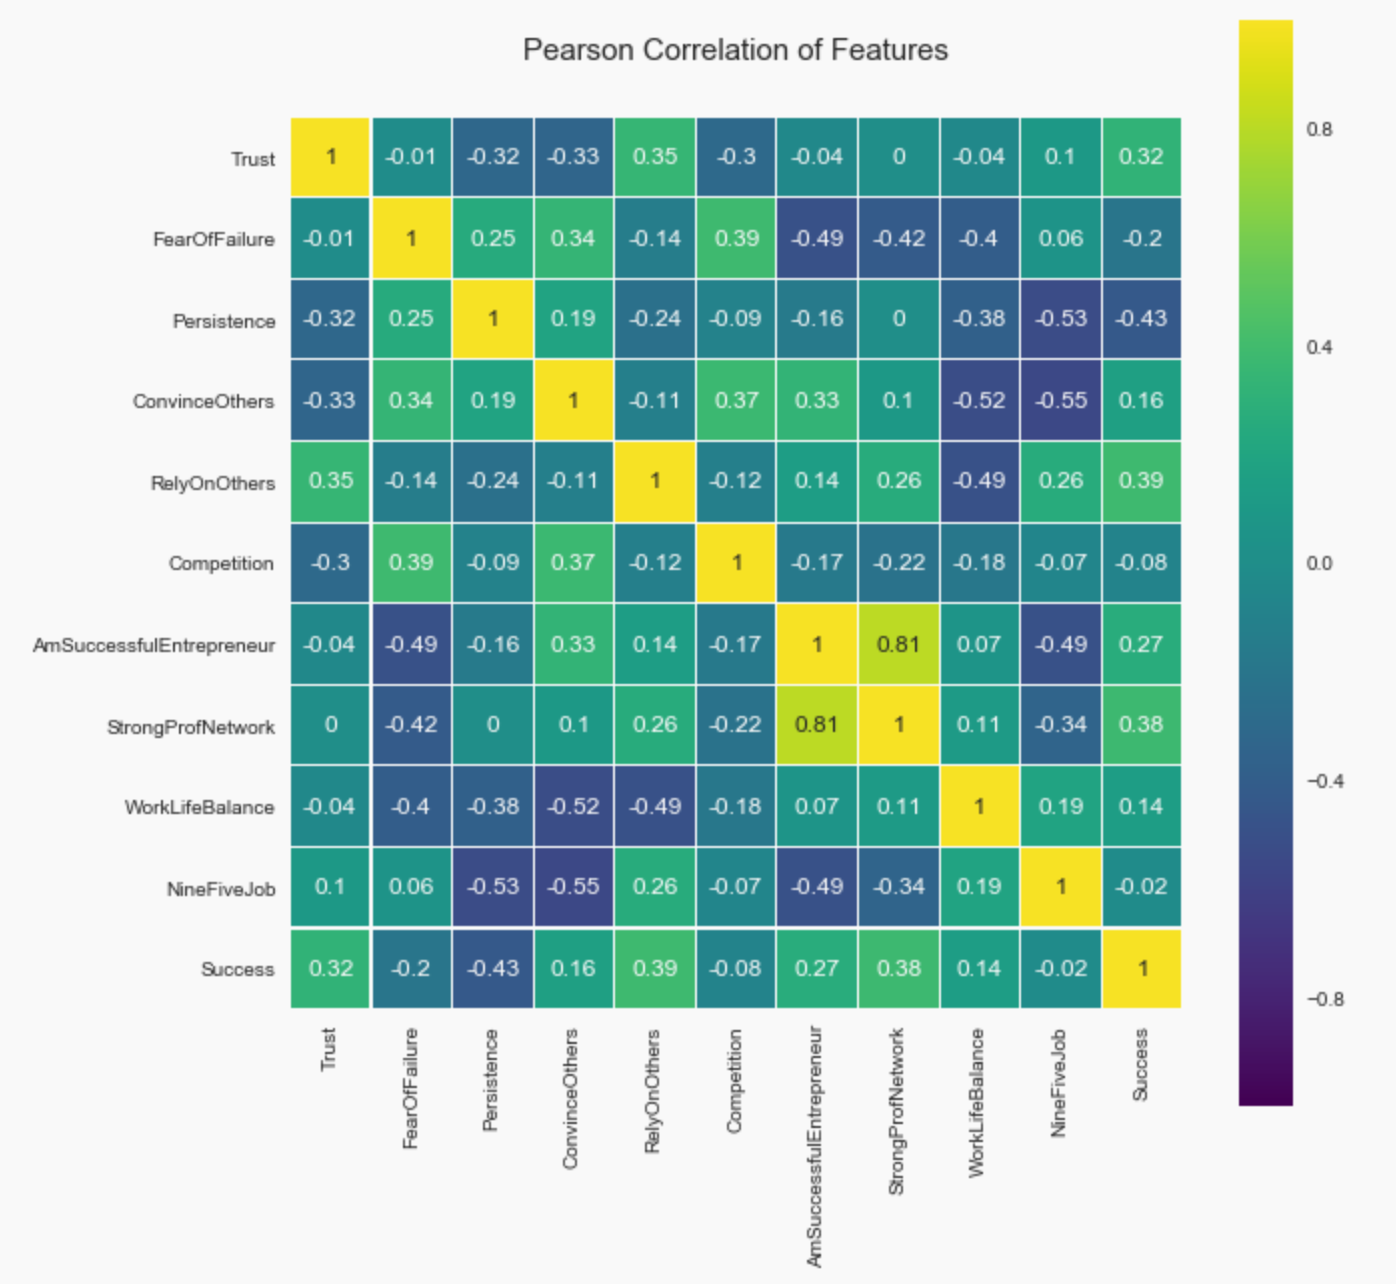 Pearson Correlation of Features
Trust 1 -0.01 -0.32 -0.33 0.35 -0.3 -0.04 0 -0.04 0.1 0.32
FearOfFailure -0.01 1 0.25 0.34 -0.14 0.39 -0.49 -0.42 -0.4 0.06 -0.2
Persistence -0.32 0.25 1 0.19 -0.24 -0.09 -0.16 0 -0.38 -0.53 -0.43
ConvinceOthers -0.33 0.34 0.19 1 -0.11 0.37 0.33 0.1 -0.52 -0.55 0.16
RelyOnOthers 0.35 -0.14 -0.24 -0.11 1 -0.12 0.14 0.26 -0.49 0.26 0.39
Competition -0.3 0.39 -0.09 0.37 -0.12 1 -0.17 -0.22 -0.18 -0.07 -0.08
AmSuccessfulEntrepreneur -0.04 -0.49 -0.16 0.33 0.14 -0.17 1 0.81 0.07 -0.49 0.27
StrongProfNetwork 0 -0.42 0 0.1 0.26 -0.22 0.81 1 0.11 -0.34 0.38
WorkLifeBalance -0.04 -0.4 -0.38 -0.52 -0.49 -0.18 0.07 0.11 1 0.19 0.14
NineFiveJob 0.1 0.06 -0.53 -0.55 0.26 -0.07 -0.49 -0.34 0.19 1 -0.02
Success 0.32 -0.2 -0.43 0.16 0.39 -0.08 0.27 0.38 0.14 -0.02 1
Trust
FearOfFailure
Persistence
ConvinceOthers
RelyOnOthers
Competition
AmSuccessfulEntrepreneur
StrongProfNetwork
WorkLifeBalance
NineFiveJob
Success
0.8
0.4
0.0
−0.4
−0.8